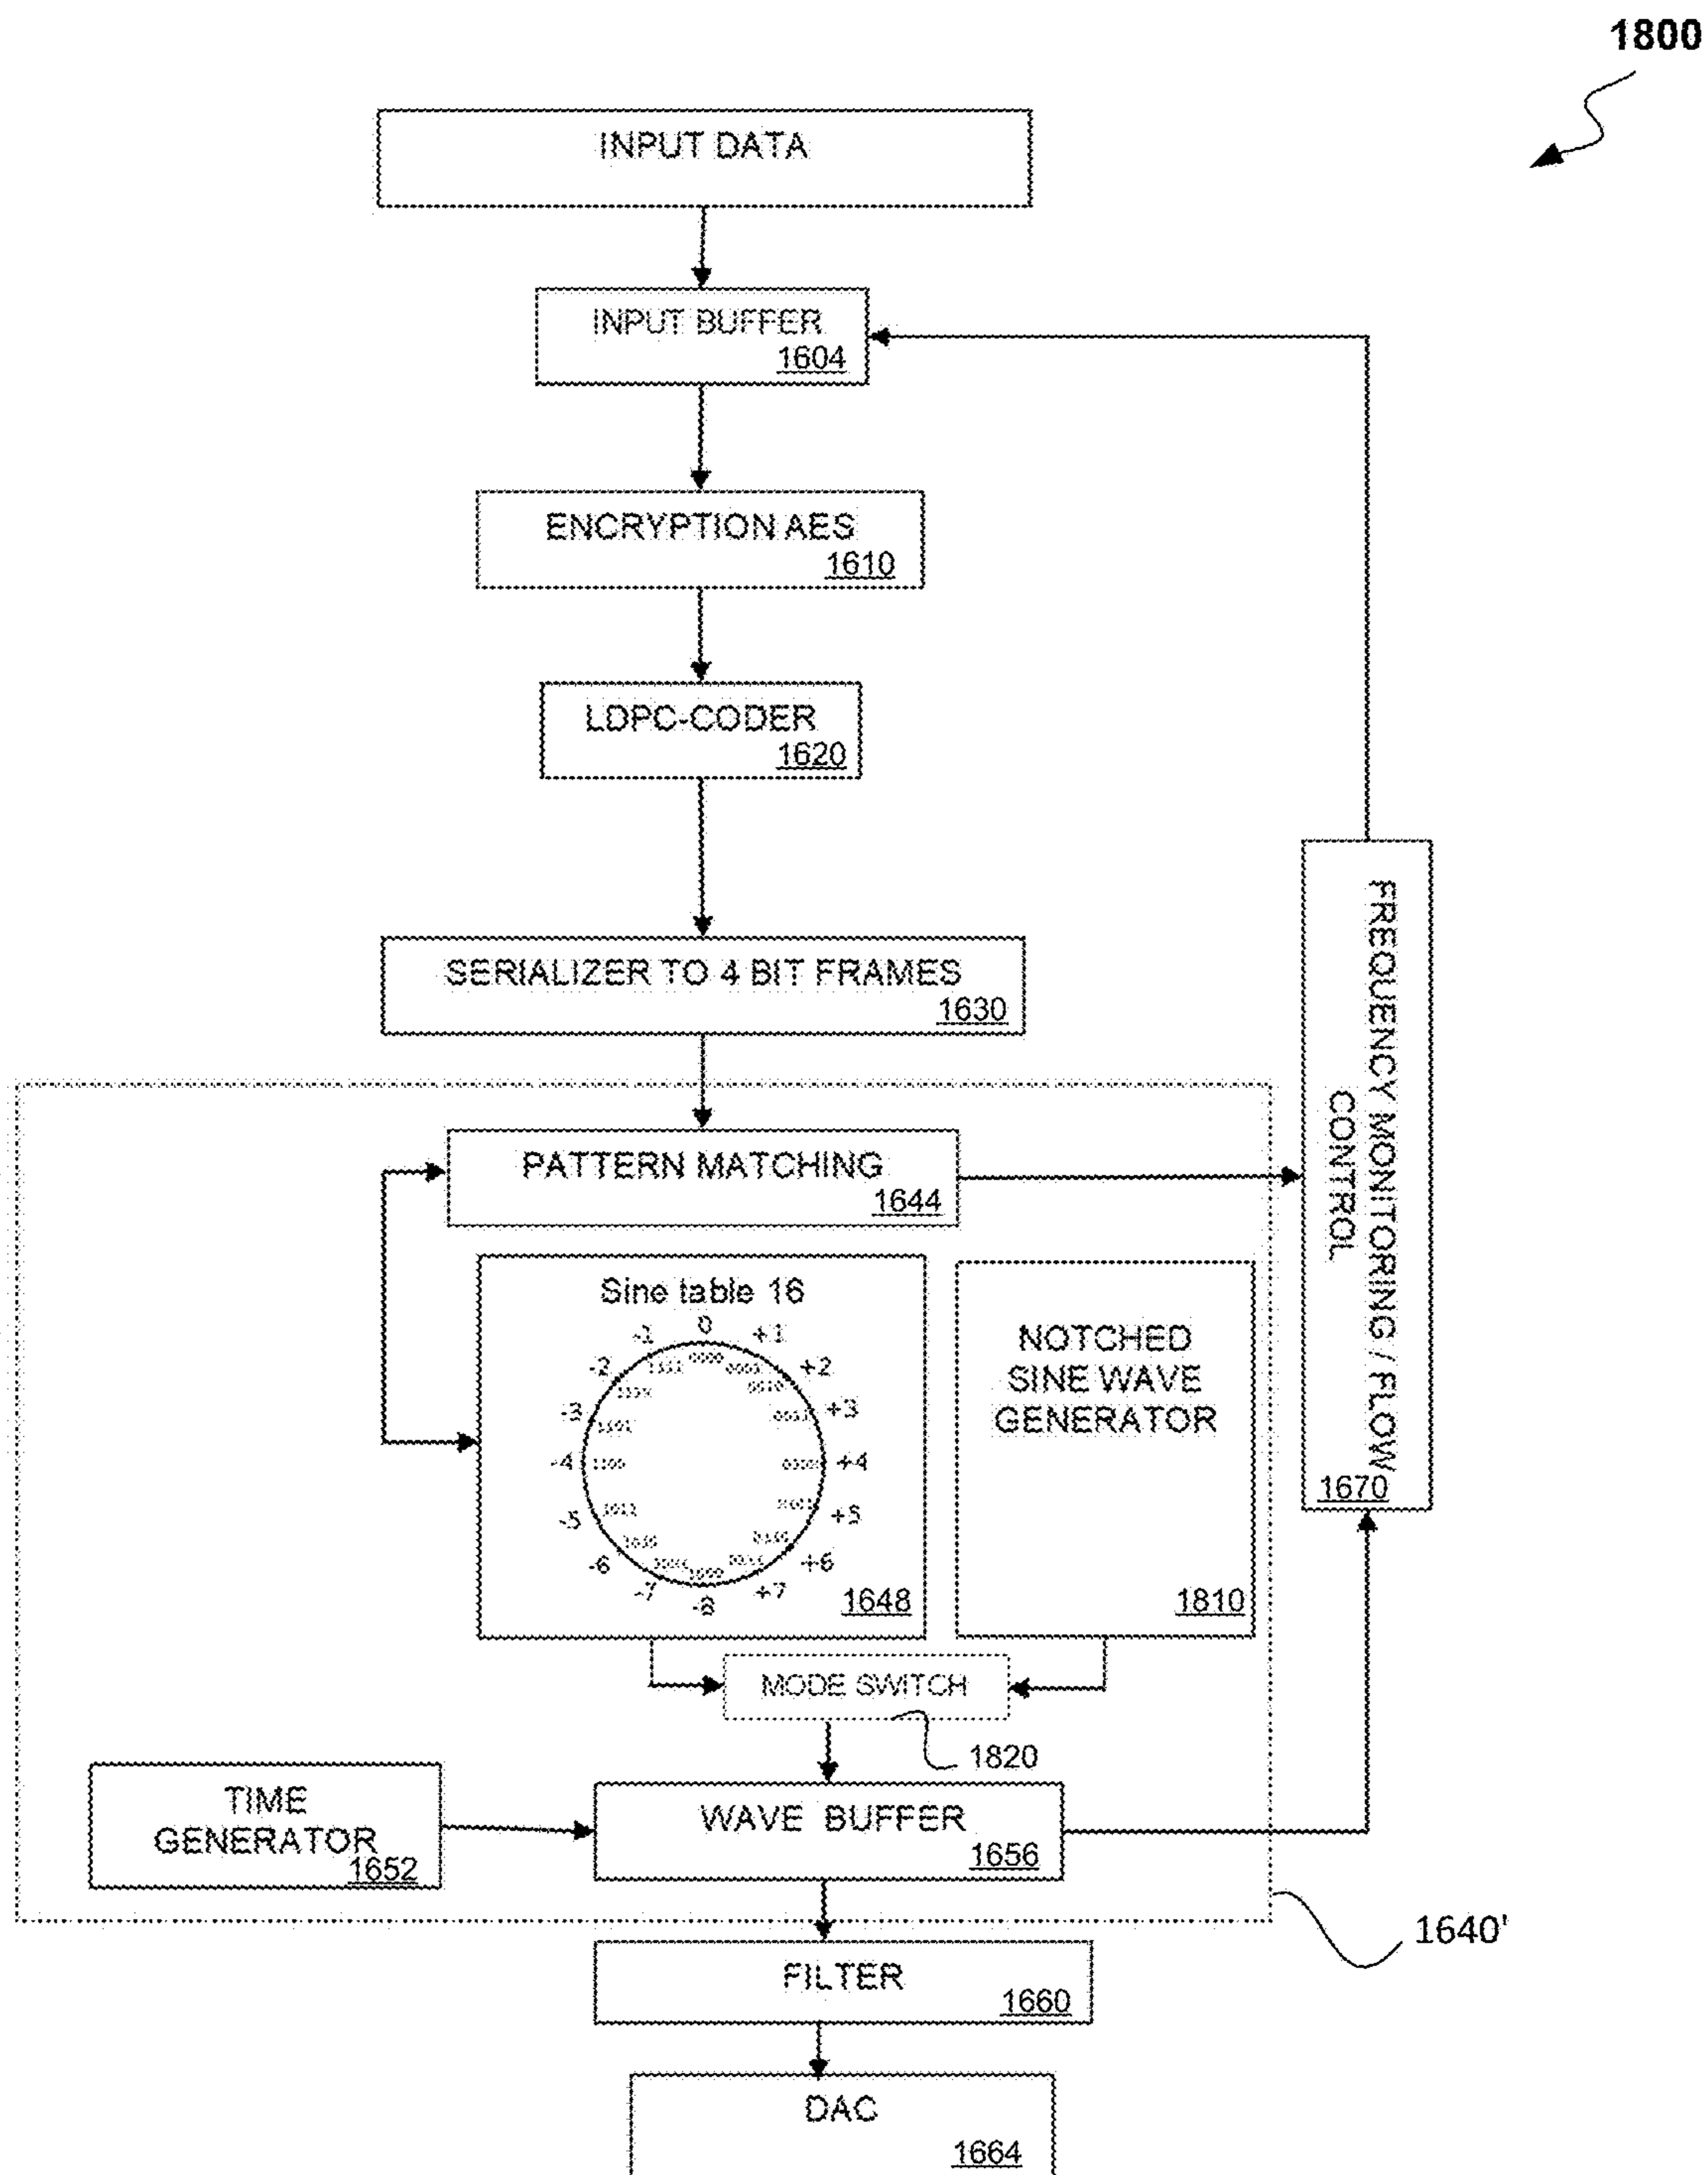 1800
INPUT DATA
INPUT BUFFER
1604
ENCRYPTION AES
1610
LDPC-CODER
1620
SERIALIZER TO 4 BIT FRAMES
1630
PATTERN MATCHING
1644
FREQUENCY MONITORING / FLOW
CONTROL
1670
Sine table 16
0
+1
+2
+3
+4
+5
+6
+7
-8
-7
-6
-5
-4
-3
-2
-1
0000
1000
1648
NOTCHED
SINE WAVE
GENERATOR
1810
MODE SWITCH
1820
TIME
GENERATOR
1652
WAVE BUFFER
1656
1640'
FILTER
1660
DAC
1664